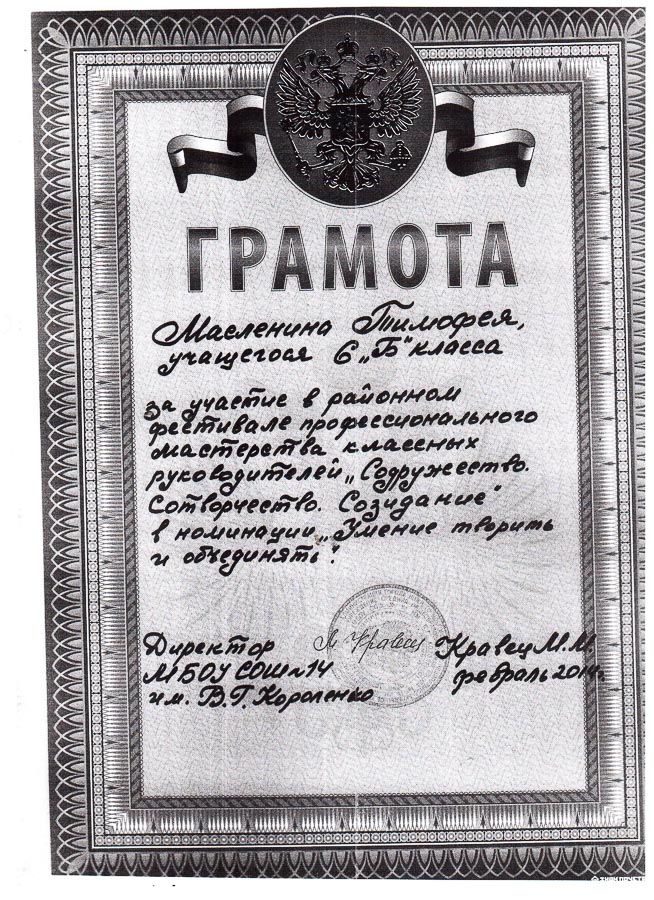 ГРАМОТА
Масленина Тимофея,
учащегося 6 „Б" класса
за участие в районном
фестивале профессионального
мастерства классных
руководителей „Содружество.
Сотворчество. Созидание"
в номинации „Умение творить
и объединять".
Директор М Кравец Кравец М.М.
МБОУ СОШ №14 февраль 2014г.
им. В.Г. Короленко